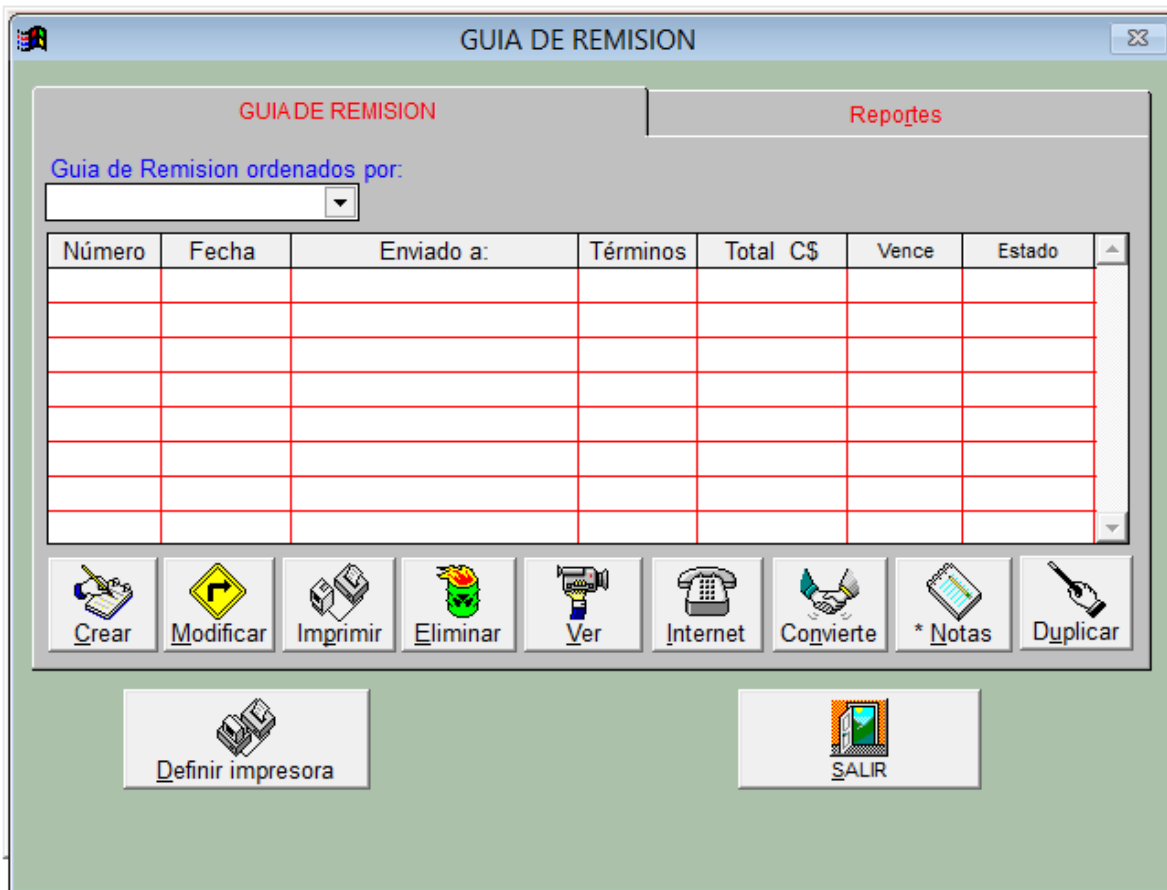 GUIA DE REMISION
GUIA DE REMISION Reportes
Guia de Remision ordenados por:
Número Fecha Enviado a: Términos Total C$ Vence Estado
Crear Modificar Imprimir Eliminar Ver Internet Convierte * Notas Duplicar
Definir impresora SALIR